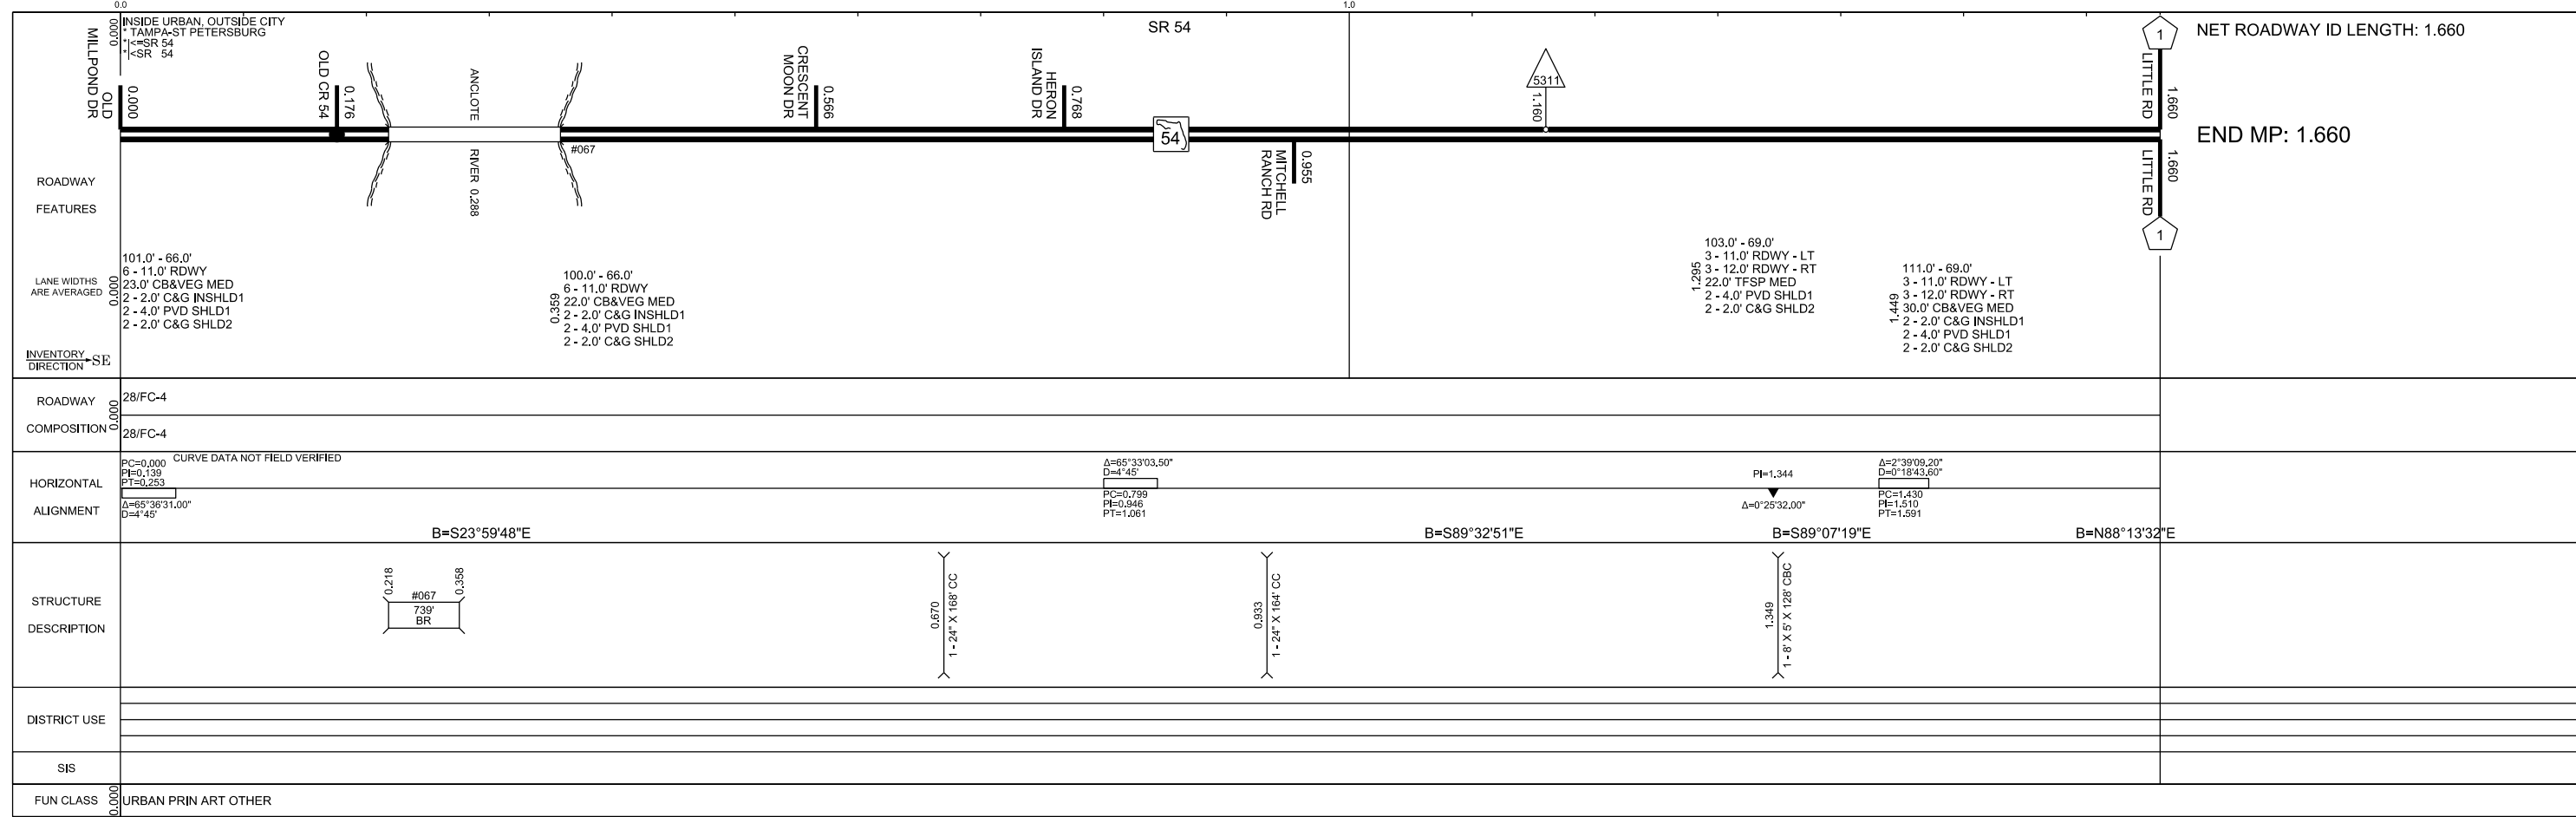 0.0
1.0
0.000
INSIDE URBAN, OUTSIDE CITY
* TAMPA-ST PETERSBURG
*|<=SR 54
*|<SR 54
SR 54
NET ROADWAY ID LENGTH: 1.660
END MP: 1.660
OLD
MILLPOND DR
0.000
OLD CR 54
0.176
ANCLOTE
RIVER 0.288
#067
CRESCENT
MOON DR
0.566
HERON
ISLAND DR
0.768
54
MITCHELL
RANCH RD
0.955
5311
1.160
1
LITTLE RD
1.660
LITTLE RD
1.660
1
ROADWAY
FEATURES
LANE WIDTHS
ARE AVERAGED
0.000
101.0' - 66.0'
6 - 11.0' RDWY
23.0' CB&VEG MED
2 - 2.0' C&G INSHLD1
2 - 4.0' PVD SHLD1
2 - 2.0' C&G SHLD2
0.359
100.0' - 66.0'
6 - 11.0' RDWY
22.0' CB&VEG MED
2 - 2.0' C&G INSHLD1
2 - 4.0' PVD SHLD1
2 - 2.0' C&G SHLD2
1.295
103.0' - 69.0'
3 - 11.0' RDWY - LT
3 - 12.0' RDWY - RT
22.0' TFSP MED
2 - 4.0' PVD SHLD1
2 - 2.0' C&G SHLD2
1.449
111.0' - 69.0'
3 - 11.0' RDWY - LT
3 - 12.0' RDWY - RT
30.0' CB&VEG MED
2 - 2.0' C&G INSHLD1
2 - 4.0' PVD SHLD1
2 - 2.0' C&G SHLD2
INVENTORY
DIRECTION
SE
ROADWAY
COMPOSITION
0.000
28/FC-4
28/FC-4
HORIZONTAL
ALIGNMENT
CURVE DATA NOT FIELD VERIFIED
PC=0.000
PI=0.139
PT=0.253
Δ=65°36'31.00"
D=4°45'
B=S23°59'48"E
Δ=65°33'03.50"
D=4°45'
PC=0.799
PI=0.946
PT=1.061
B=S89°32'51"E
PI=1.344
Δ=0°25'32.00"
B=S89°07'19"E
Δ=2°39'09.20"
D=0°18'43.60"
PC=1.430
PI=1.510
PT=1.591
B=N88°13'32"E
STRUCTURE
DESCRIPTION
0.218
0.358
#067
739'
BR
0.670
1 - 24" X 168' CC
0.933
1 - 24" X 164' CC
1.349
1 - 8' X 5' X 128' CBC
DISTRICT USE
SIS
FUN CLASS
0.000
URBAN PRIN ART OTHER